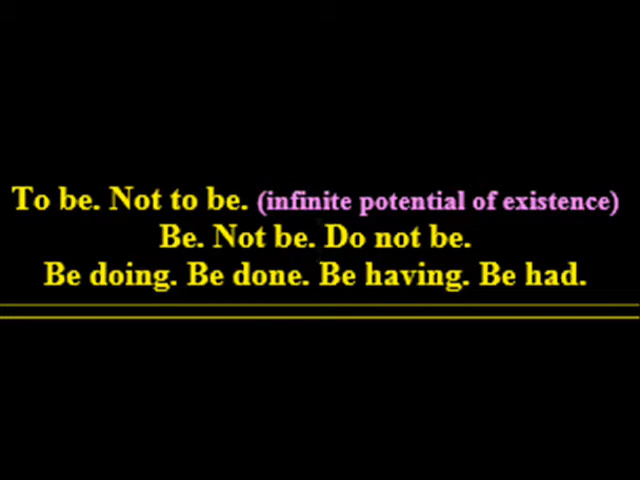 To be. Not to be. (infinite potential of existence)
Be. Not be. Do not be.
Be doing. Be done. Be having. Be had.